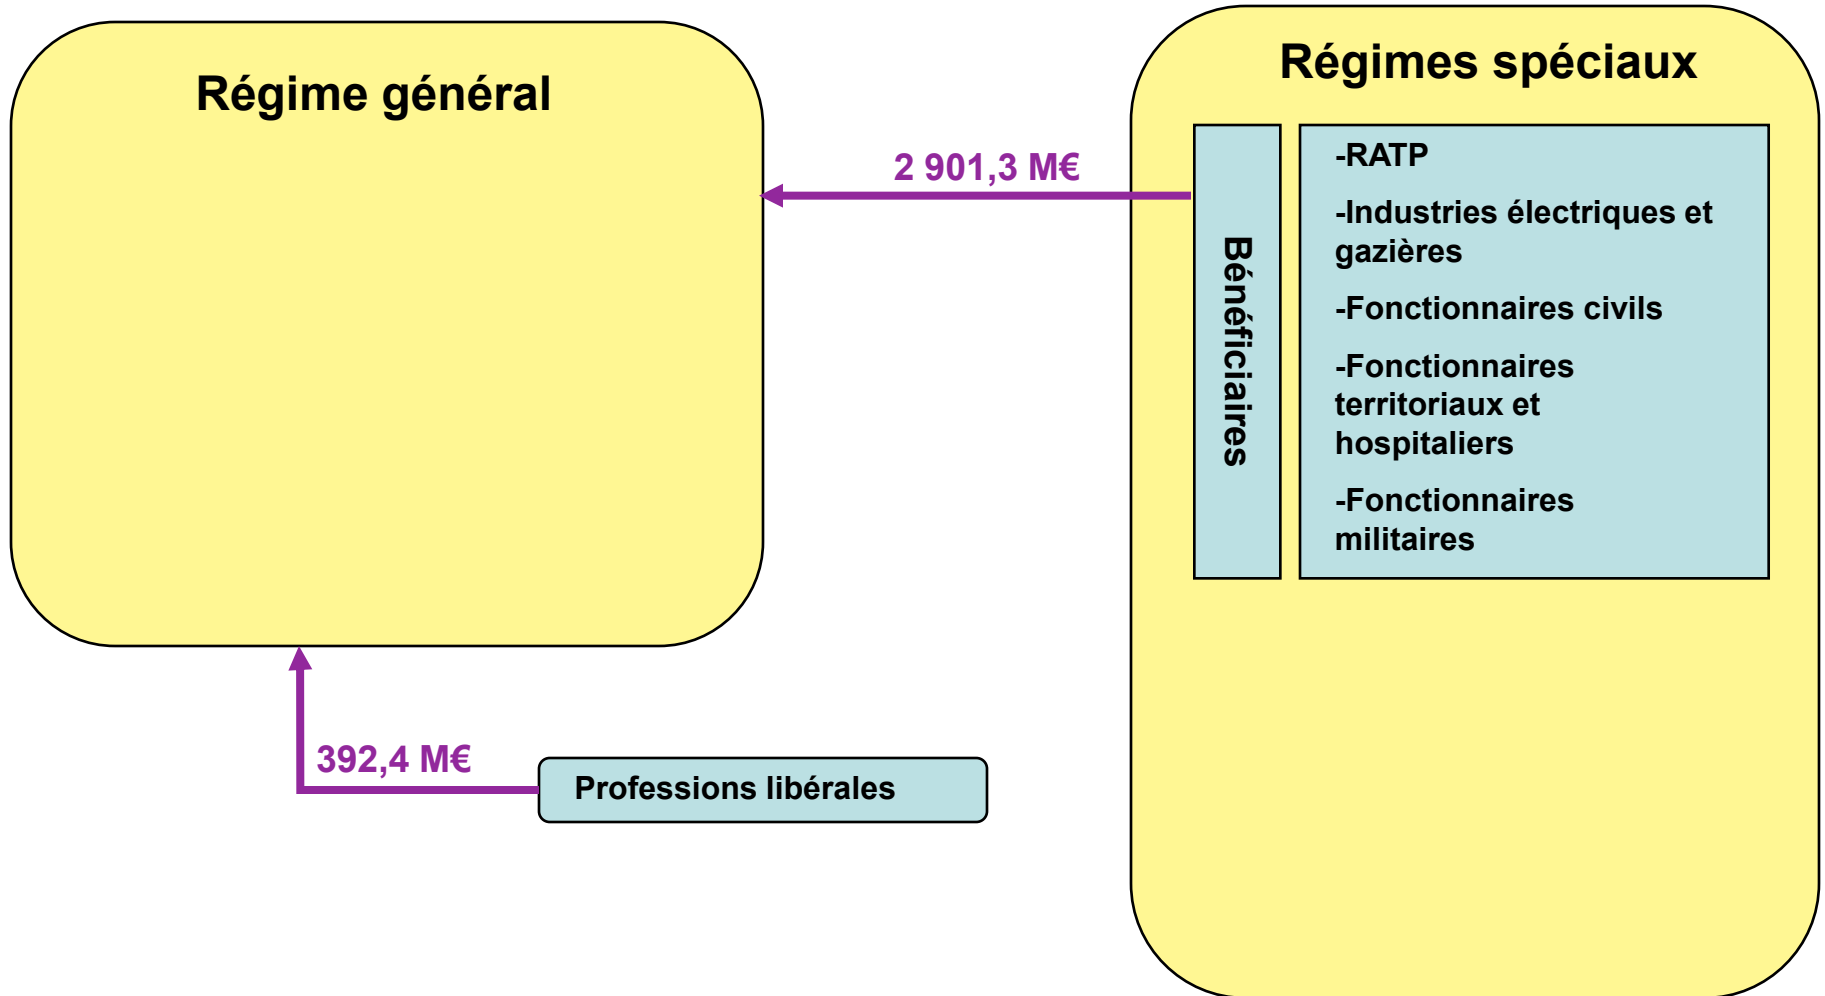 Régime général
Régimes spéciaux
2 901,3 M€
Bénéficiaires
-RATP
-Industries électriques et
gazières
-Fonctionnaires civils
-Fonctionnaires
territoriaux et
hospitaliers
-Fonctionnaires
militaires
392,4 M€
Professions libérales